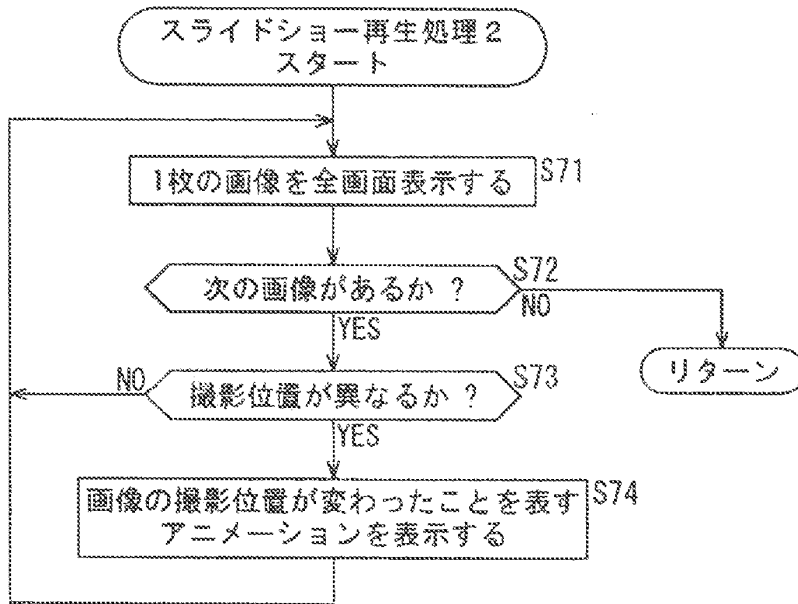 スライドショー再生処理2
スタート
1枚の画像を全画面表示する
S71
次の画像があるか ?
S72
NO
YES
リターン
NO
撮影位置が異なるか ?
S73
YES
画像の撮影位置が変わったことを表す
アニメーションを表示する
S74